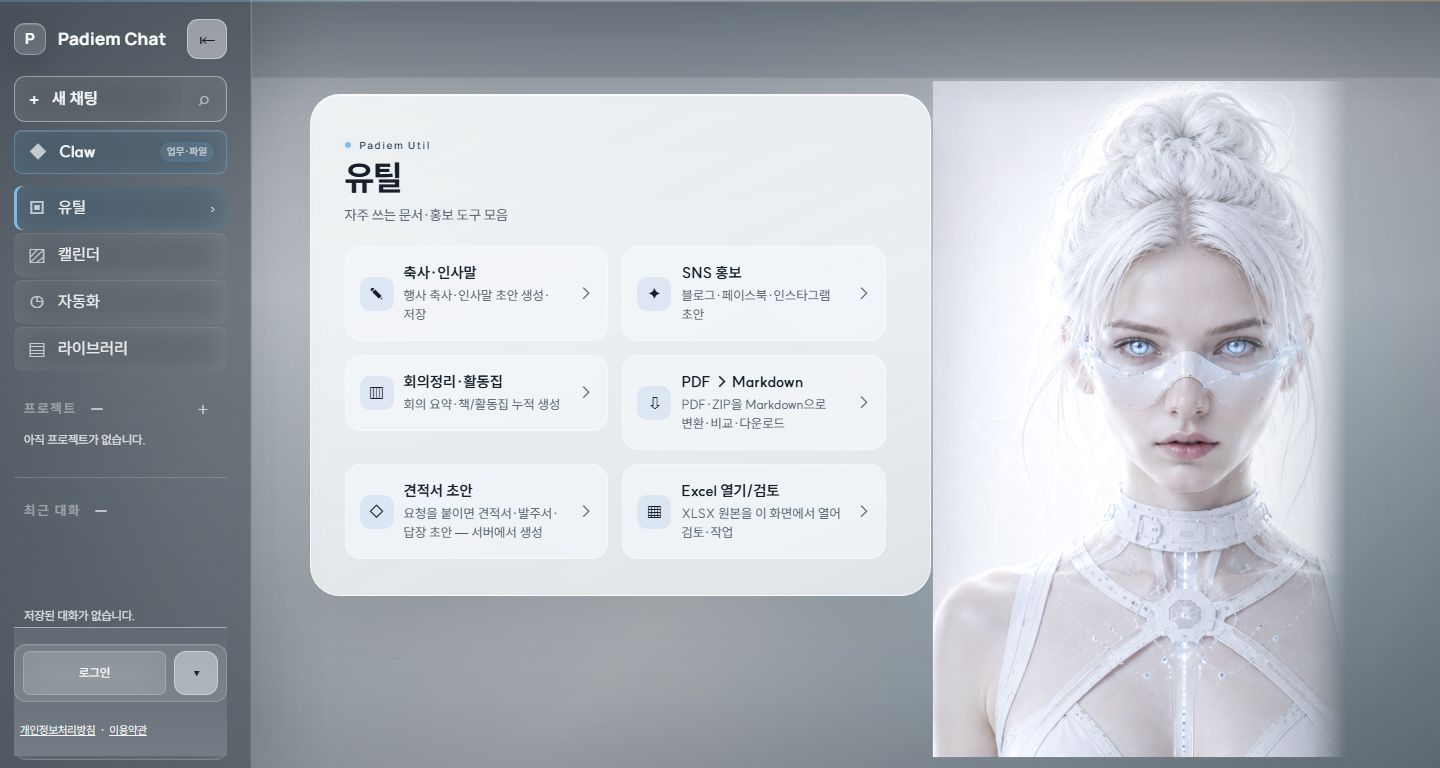 P Padiem Chat
+ 새 채팅
Claw 업무·파일
유틸
캘린더
자동화
라이브러리
프로젝트
아직 프로젝트가 없습니다.
최근 대화
저장된 대화가 없습니다.
로그인
개인정보처리방침 · 이용약관
Padiem Util
유틸
자주 쓰는 문서·홍보 도구 모음
축사·인사말
행사 축사·인사말 초안 생성·
저장
SNS 홍보
블로그·페이스북·인스타그램
초안
회의정리·활동집
회의 요약·책/활동집 누적 생성
PDF > Markdown
PDF·ZIP을 Markdown으로
변환·비교·다운로드
견적서 초안
요청을 붙이면 견적서·발주서·
답장 초안 — 서버에서 생성
Excel 열기/검토
XLSX 원본을 이 화면에서 열어
검토·작업